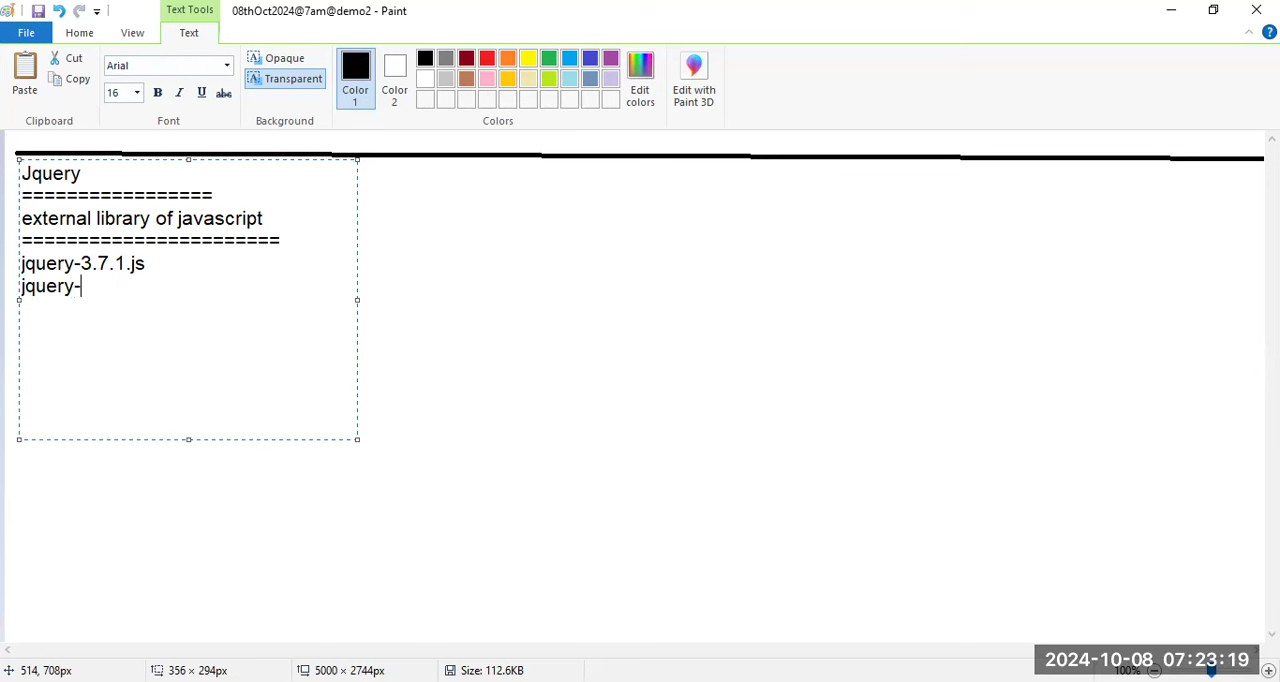 Text Tools
08thOct2024@7am@demo2 - Paint
File
Home
View
Text
Paste
Cut
Copy
Clipboard
Arial
16
B
I
U
abc
Font
Opaque
Transparent
Background
Color 1
Color 2
Edit colors
Colors
Edit with Paint 3D
Jquery
=================
external library of javascript
=======================
jquery-3.7.1.js
jquery-
514, 708px
356 × 294px
5000 × 2744px
Size: 112.6KB
100%
2024-10-08 07:23:19